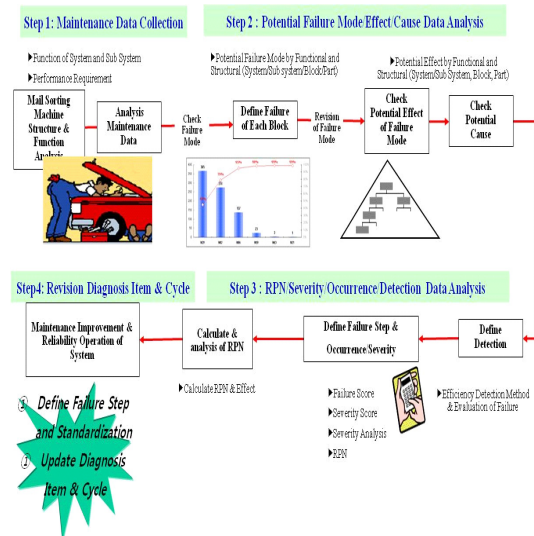 Step 1: Maintenance Data Collection
Step 2 : Potential Failure Mode/Effect/Cause Data Analysis
▶Function of System and Sub System
▶Performance Requirement
▶Potential Failure Mode by Functional and
Structural (System/Sub system/Block/Part)
▶Potential Effect by Functional and
Structural (System/Sub System, Block, Part)
Mail Sorting
Machine
Structure &
Function
Analysis
Analysis
Maintenance
Data
Check
Failure
Mode
Define Failure
of Each Block
Revision
of Failure
Mode
Check
Potential Effect
of Failure
Mode
Check
Potential
Cause
Step4: Revision Diagnosis Item & Cycle
Step 3 : RPN/Severity/Occurrence/Detection Data Analysis
Maintenance Improvement &
Reliability Operation of
System
Calculate &
analysis of RPN
Define Failure Step &
Occurrence/Severity
Define
Detection
▶Calculate RPN & Effect
▶Failure Score
▶Severity Score
▶Severity Analysis
▶RPN
▶Efficiency Detection Method
& Evaluation of Failure
① Define Failure Step
and Standardization
① Update Diagnosis
Item & Cycle